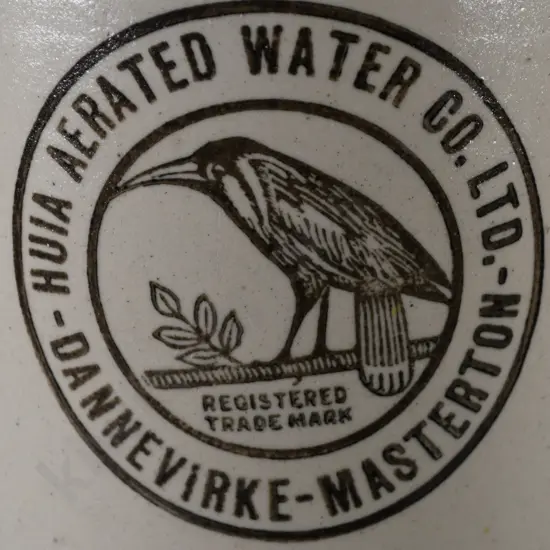 HUIA AERATED WATER CO. LTD.
- DANNEVIRKE - MASTERTON -
REGISTERED
TRADE MARK